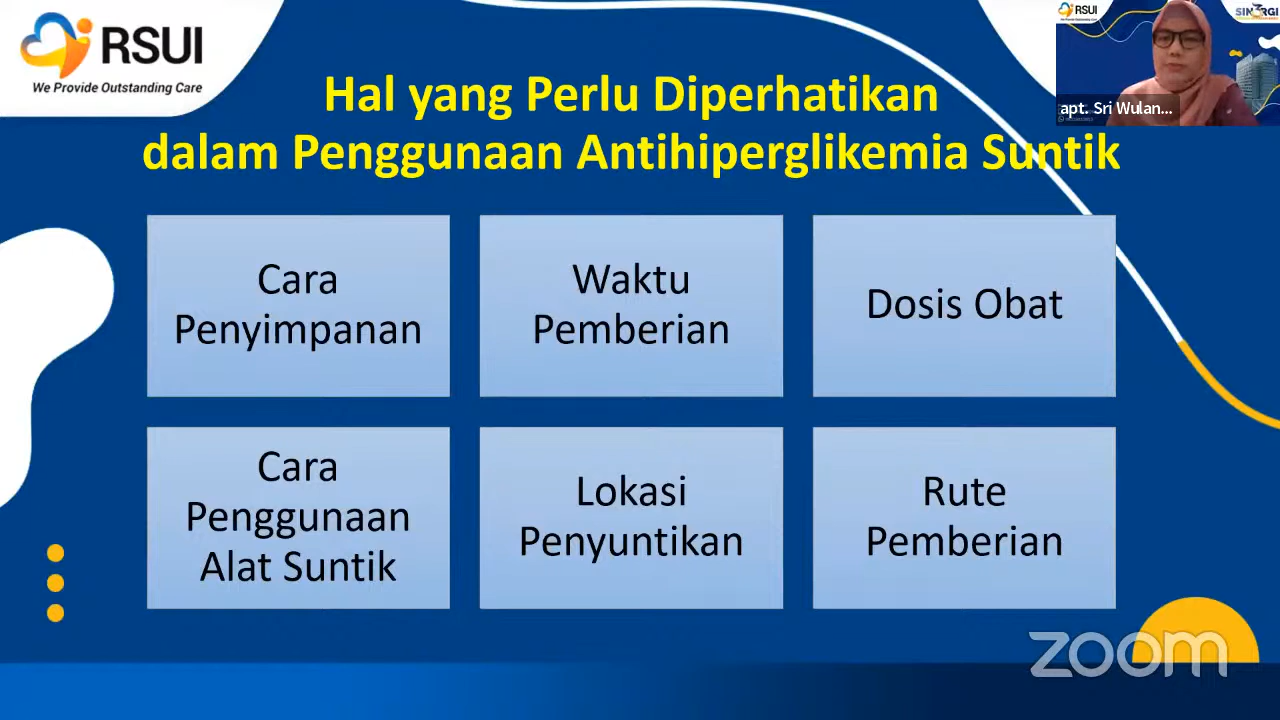 RSUI
We Provide Outstanding Care
Hal yang Perlu Diperhatikan
dalam Penggunaan Antihiperglikemia Suntik
RSUI
SINERGI
apt. Sri Wulan...
Cara
Penyimpanan
Waktu
Pemberian
Dosis Obat
Cara
Penggunaan
Alat Suntik
Lokasi
Penyuntikan
Rute
Pemberian
zoom